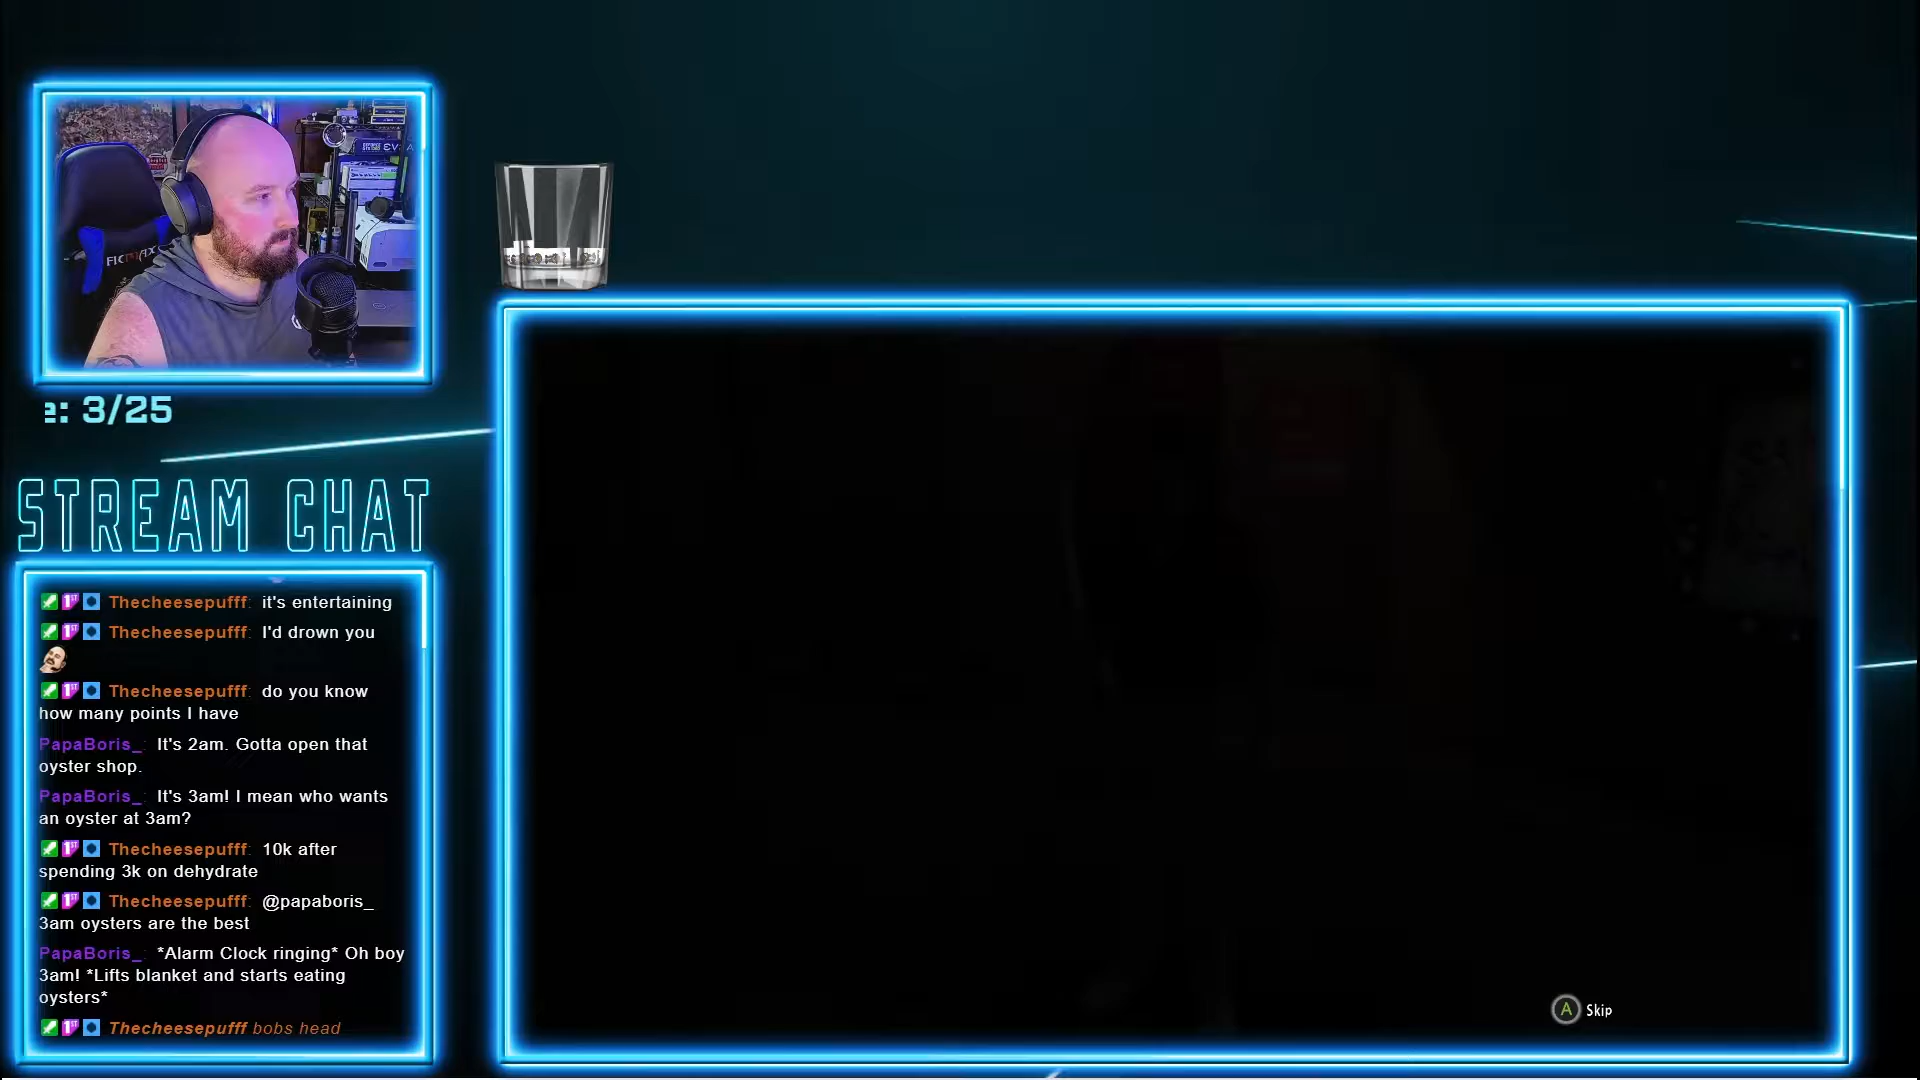 e: 3/25
STREAM CHAT
Thecheesepufff: it's entertaining
Thecheesepufff: I'd drown you
Thecheesepufff: do you know
how many points I have
PapaBoris_: It's 2am. Gotta open that
oyster shop.
PapaBoris_: It's 3am! I mean who wants
an oyster at 3am?
Thecheesepufff: 10k after
spending 3k on dehydrate
Thecheesepufff: @papaboris_
3am oysters are the best
PapaBoris_: *Alarm Clock ringing* Oh boy
3am! *Lifts blanket and starts eating
oysters*
Thecheesepufff bobs head
A Skip